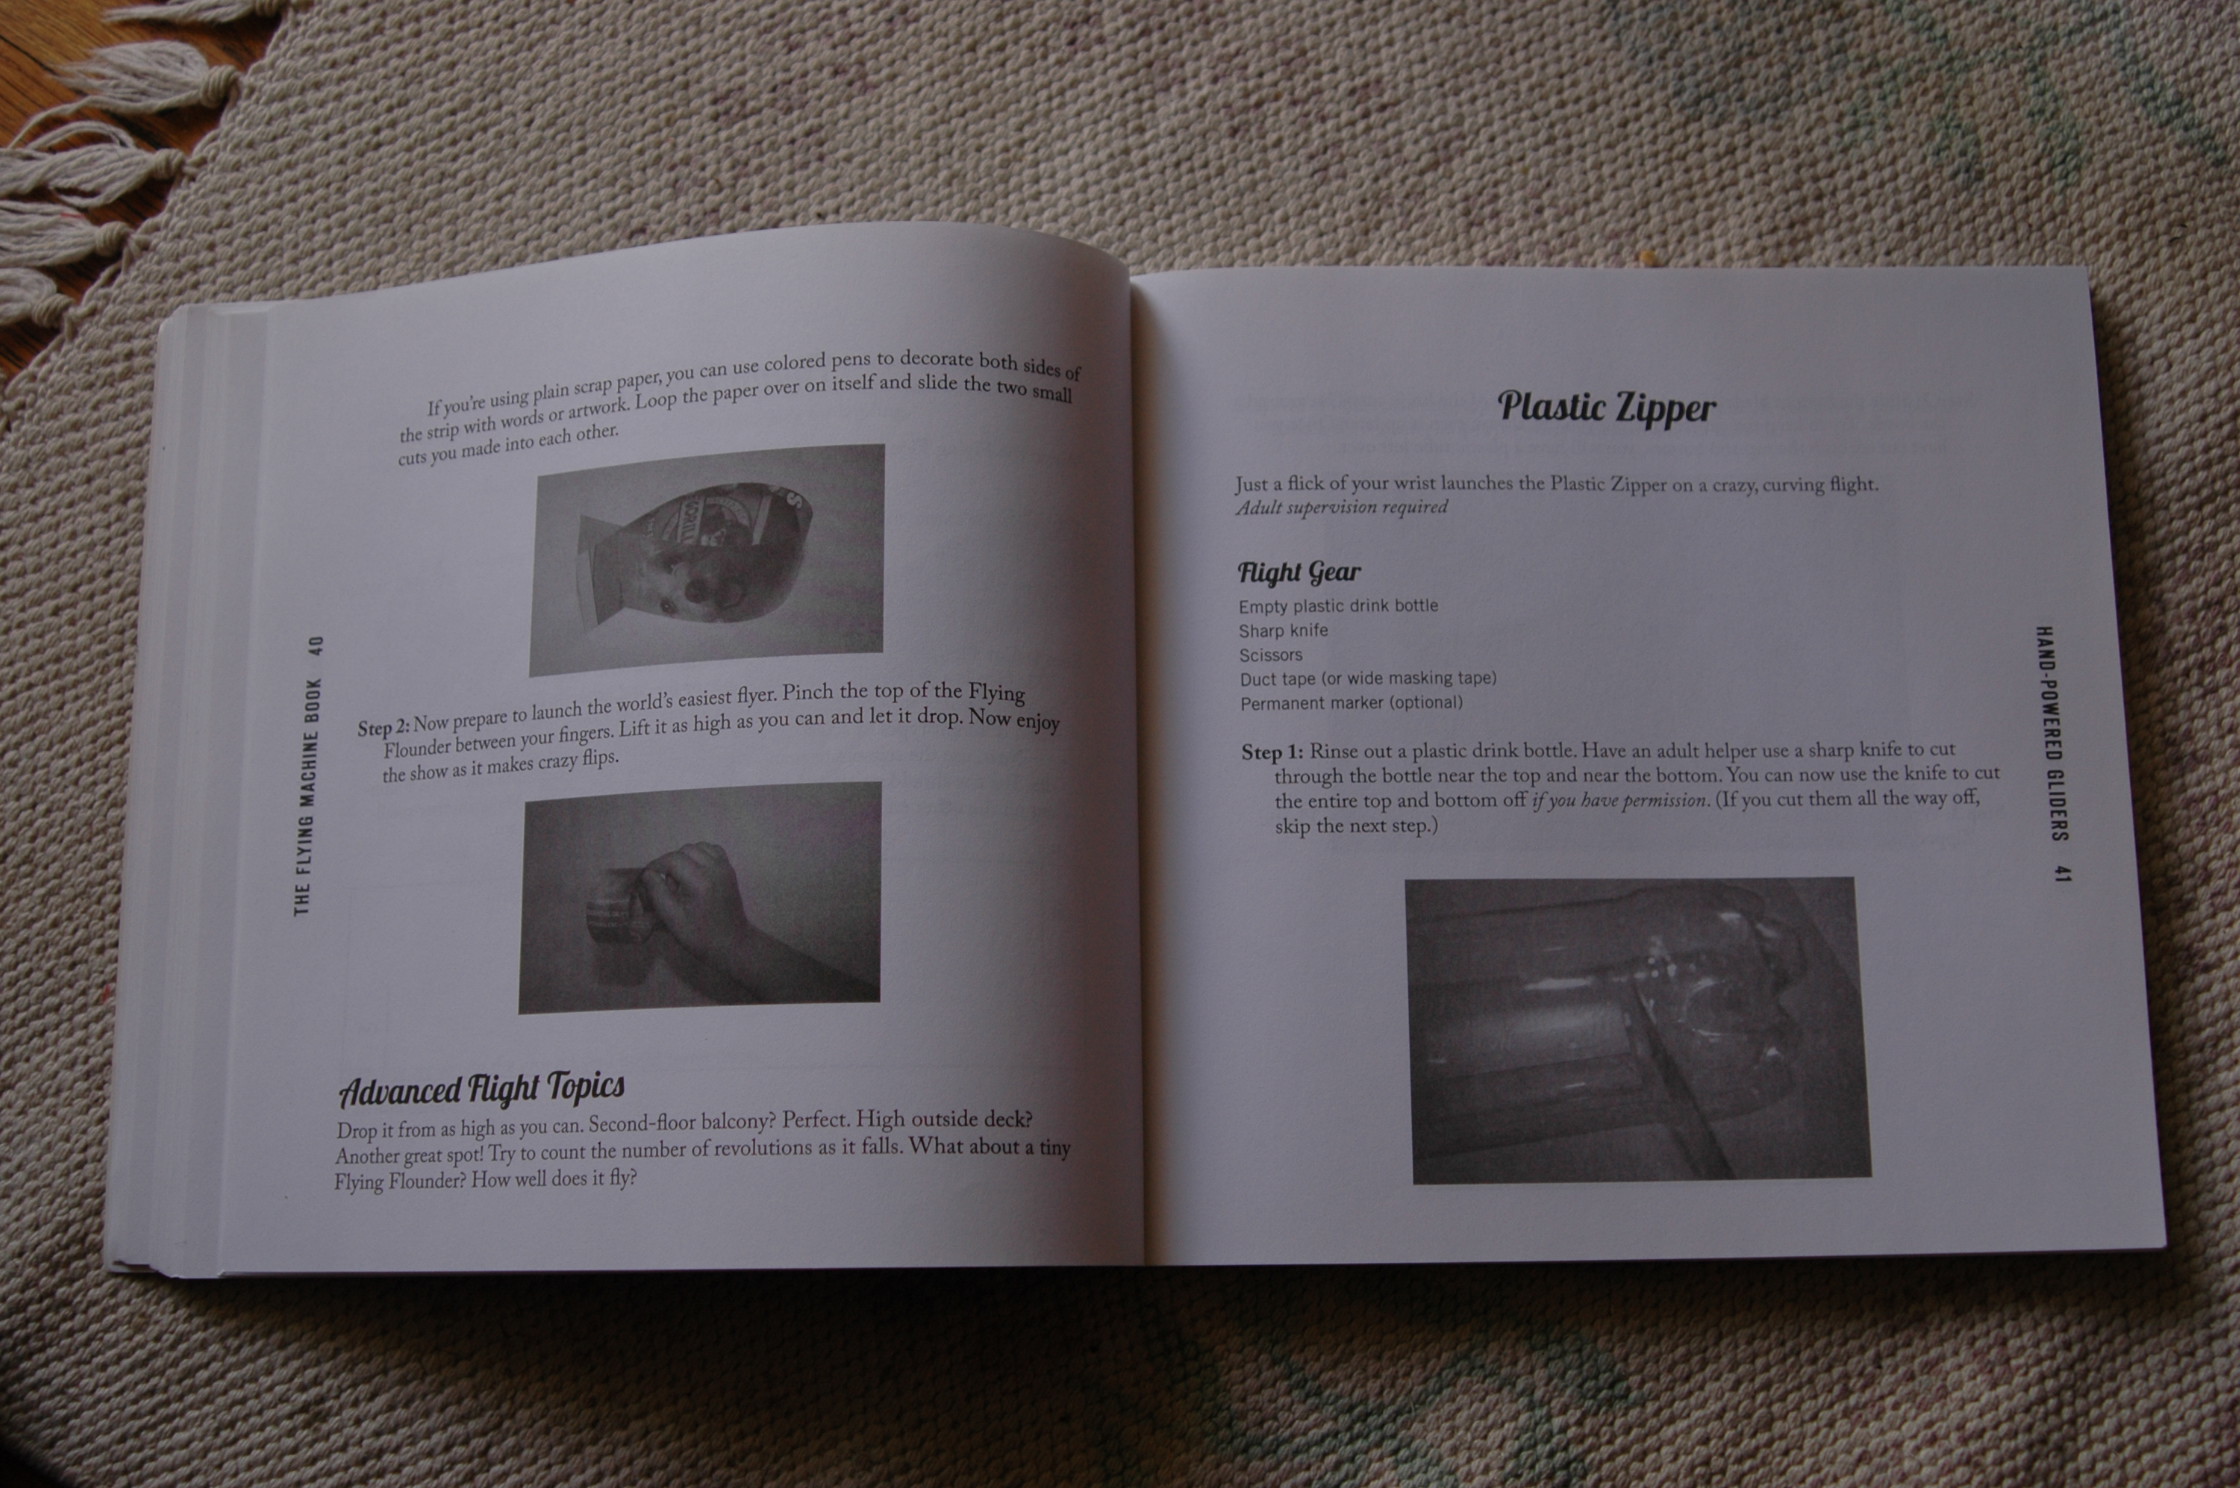 If you're using plain scrap paper, you can use colored pens to decorate both sides of
the strip with words or artwork. Loop the paper over on itself and slide the two small
cuts you made into each other.
GORILL
Step 2: Now prepare to launch the world's easiest flyer. Pinch the top of the Flying
Flounder between your fingers. Lift it as high as you can and let it drop. Now enjoy
the show as it makes crazy flips.
Advanced Flight Topics
Drop it from as high as you can. Second-floor balcony? Perfect. High outside deck?
Another great spot! Try to count the number of revolutions as it falls. What about a tiny
Flying Flounder? How well does it fly?
THE FLYING MACHINE BOOK 40
Plastic Zipper
Just a flick of your wrist launches the Plastic Zipper on a crazy, curving flight.
Adult supervision required
Flight Gear
Empty plastic drink bottle
Sharp knife
Scissors
Duct tape (or wide masking tape)
Permanent marker (optional)
Step 1: Rinse out a plastic drink bottle. Have an adult helper use a sharp knife to cut
through the bottle near the top and near the bottom. You can now use the knife to cut
the entire top and bottom off if you have permission. (If you cut them all the way off,
skip the next step.)
HAND-POWERED GLIDERS 41